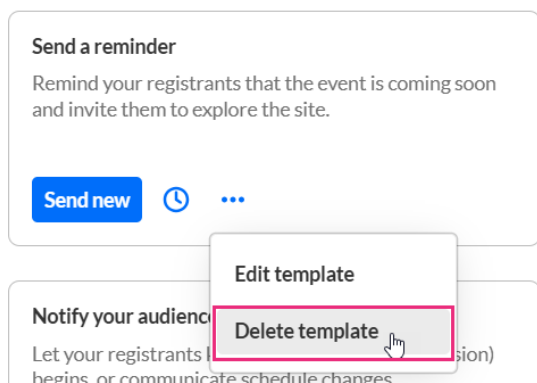 Send a reminder
Remind your registrants that the event is coming soon
and invite them to explore the site.
Send new
Edit template
Delete template
Notify your audienc
Let your registrants sion)
begins, or communicate schedule changes